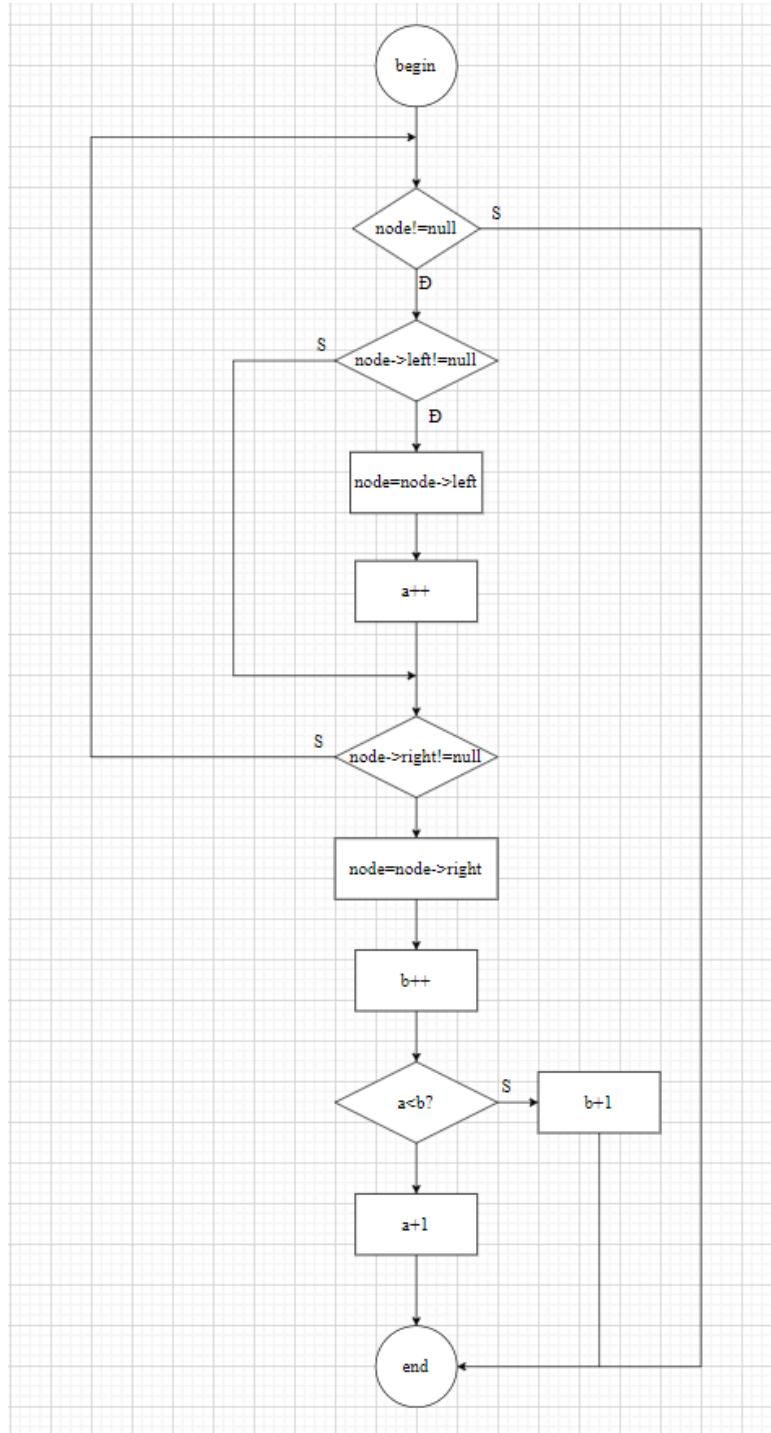 begin
node!=null
S
Đ
node->left!=null
S
Đ
node=node->left
a++
node->right!=null
S
node=node->right
b++
a<b?
S
b+1
a+1
end